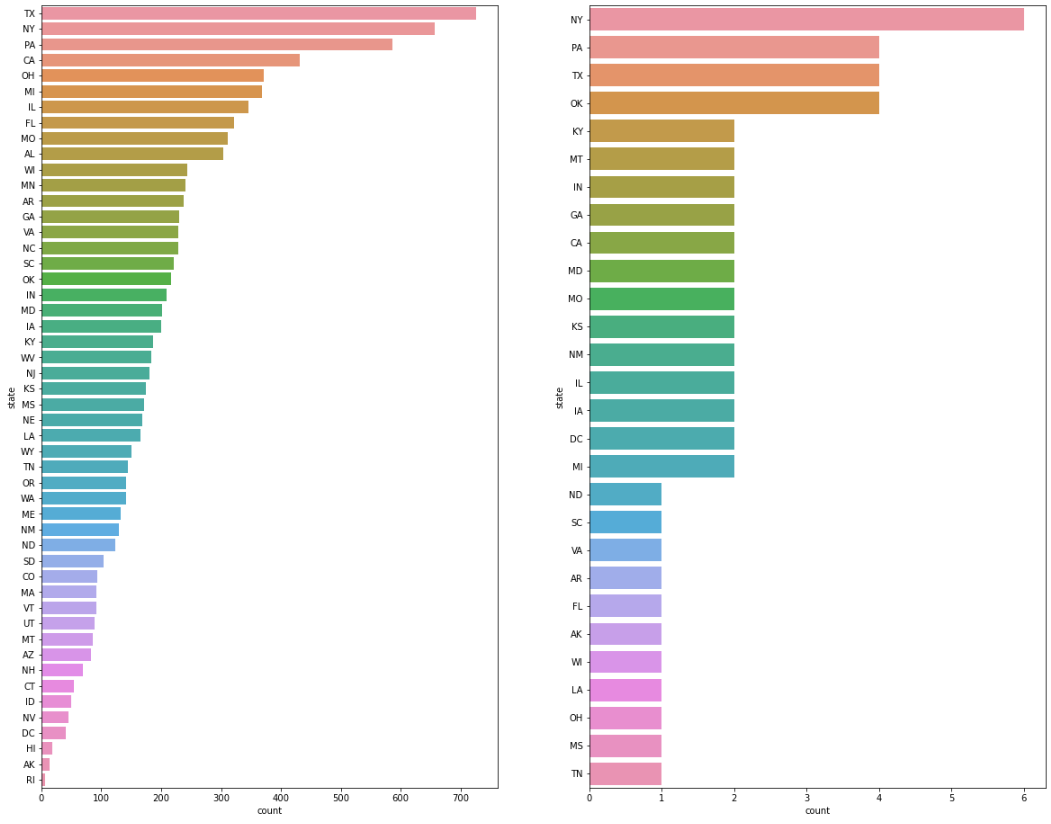 TX
NY
PA
CA
OH
MI
IL
FL
MO
AL
WI
MN
AR
GA
VA
NC
SC
OK
IN
MD
IA
KY
WV
NJ
KS
MS
NE
LA
WY
TN
OR
WA
ME
NM
ND
SD
CO
MA
VT
UT
MT
AZ
NH
CT
ID
NV
DC
HI
AK
RI
state
0 100 200 300 400 500 600 700
count
NY
PA
TX
OK
KY
MT
IN
GA
CA
MD
MO
KS
NM
IL
IA
DC
MI
ND
SC
VA
AR
FL
AK
WI
LA
OH
MS
TN
state
0 1 2 3 4 5 6
count